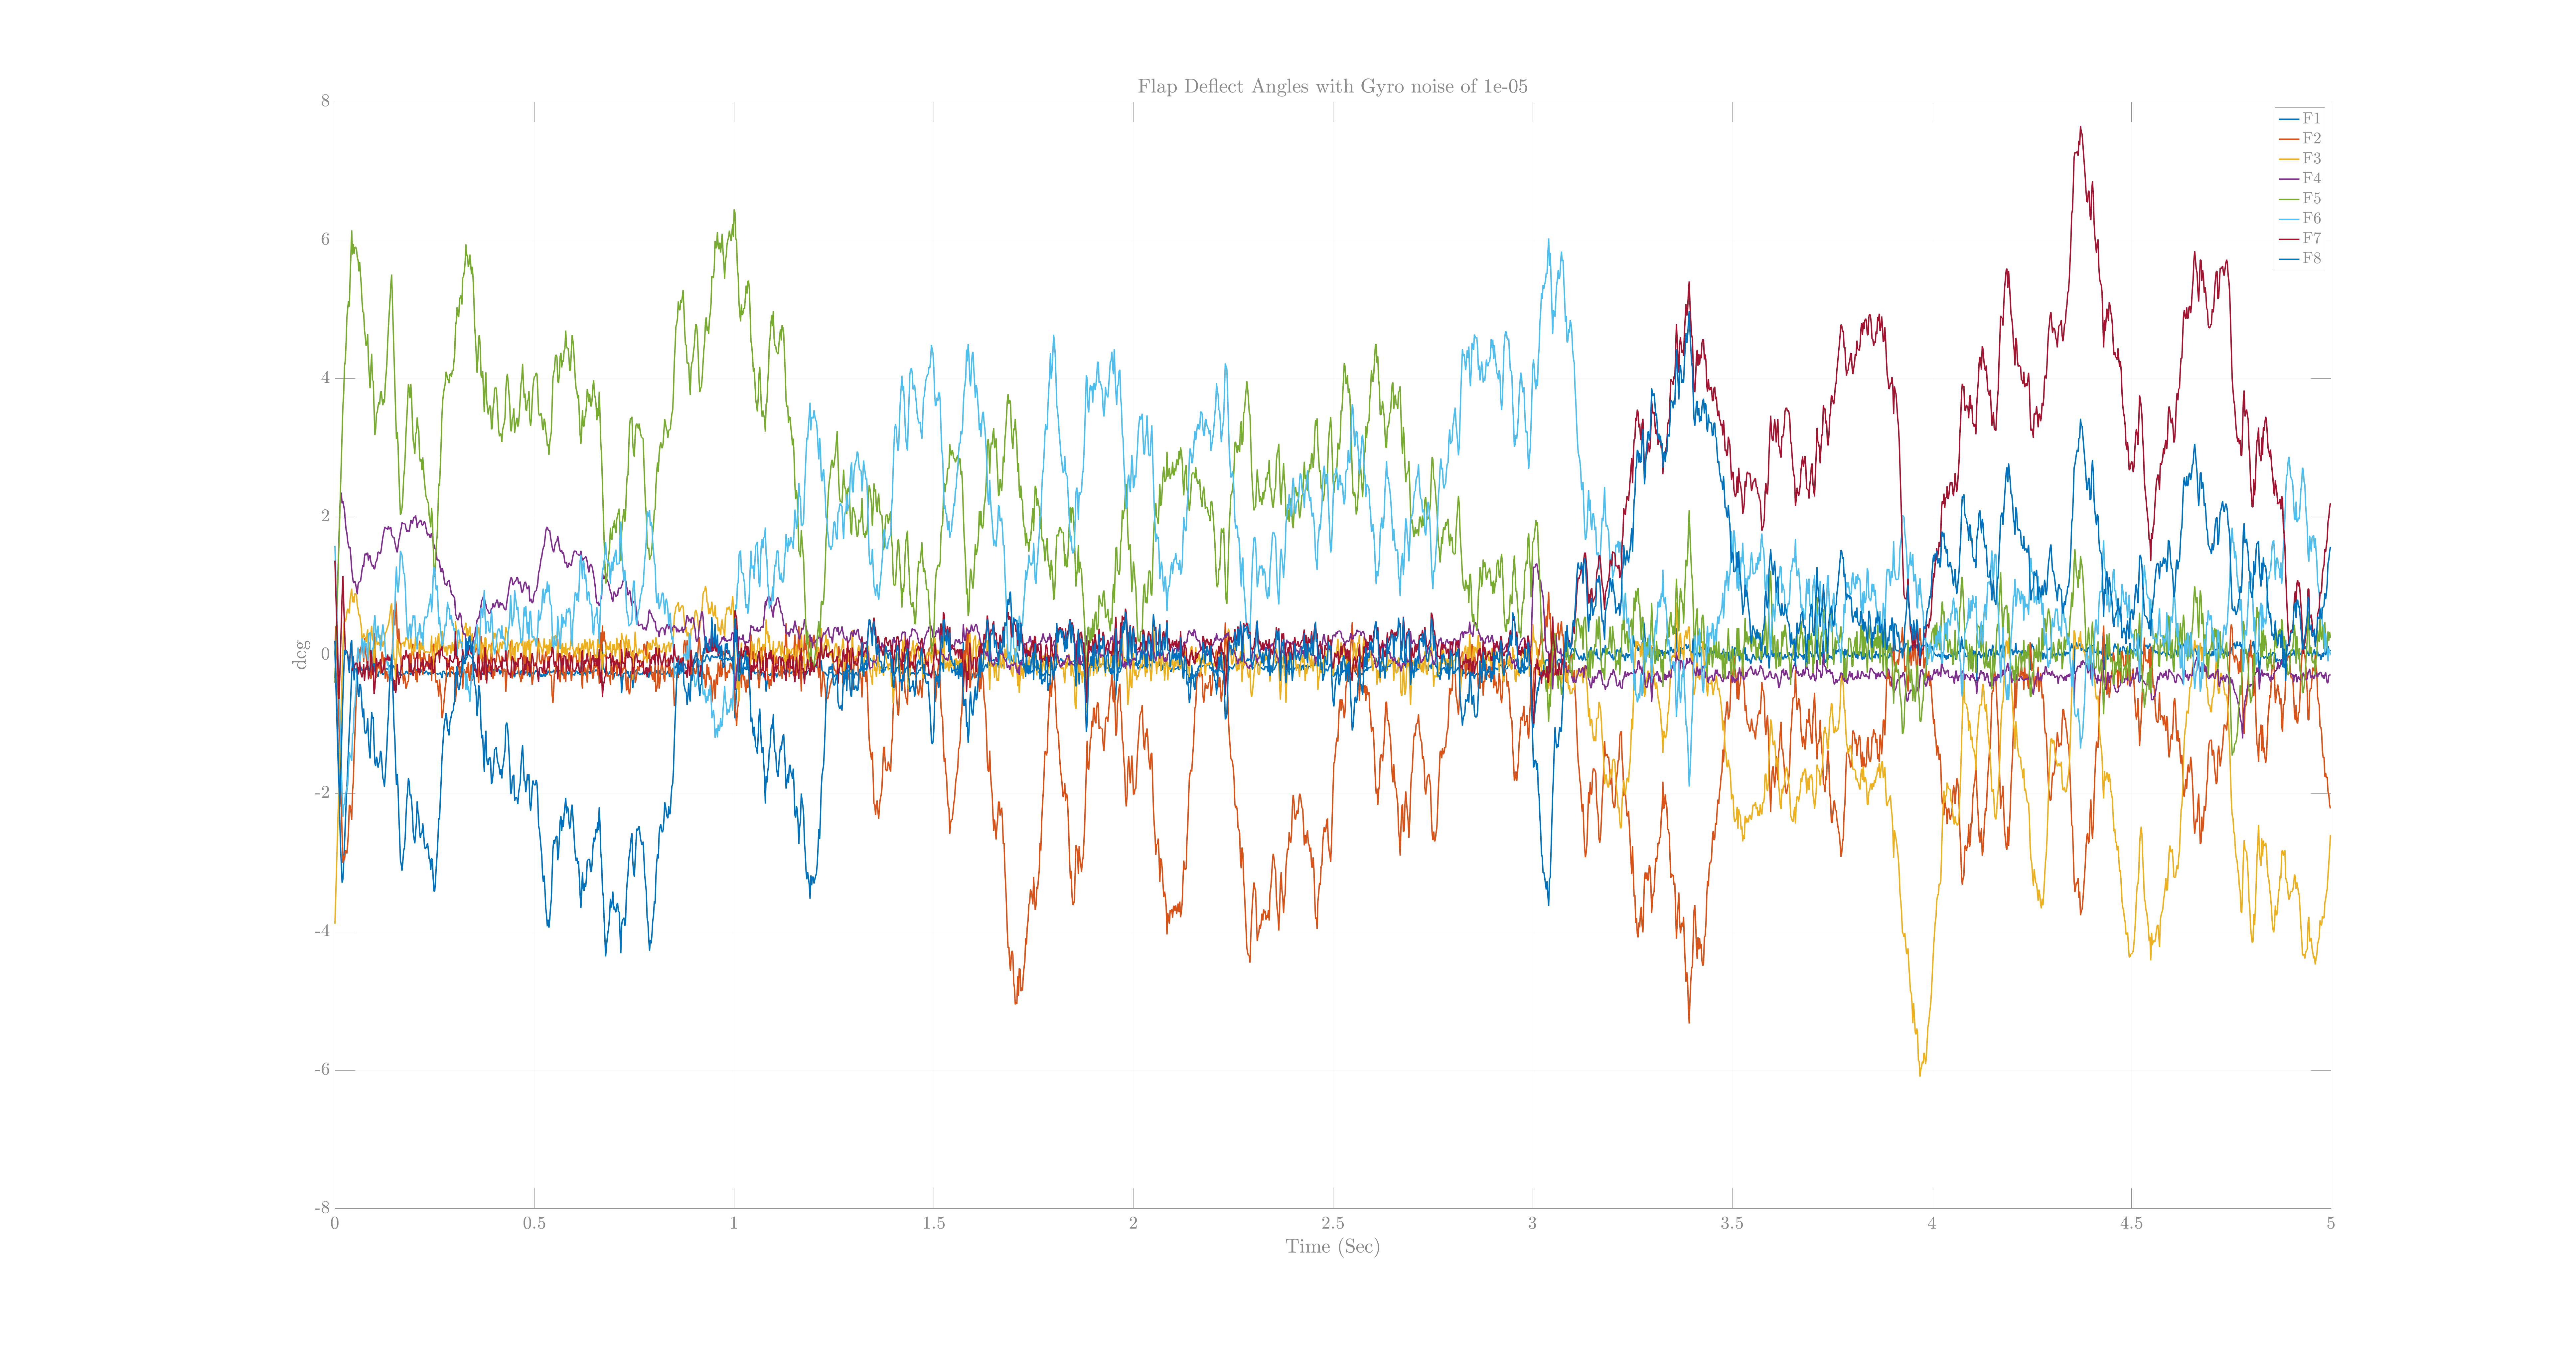 Flap Deflect Angles with Gyro noise of 1e-05
8
6
4
2
0
-2
-4
-6
-8
deg
F1
F2
F3
F4
F5
F6
F7
F8
0 0.5 1 1.5 2 2.5 3 3.5 4 4.5 5
Time (Sec)